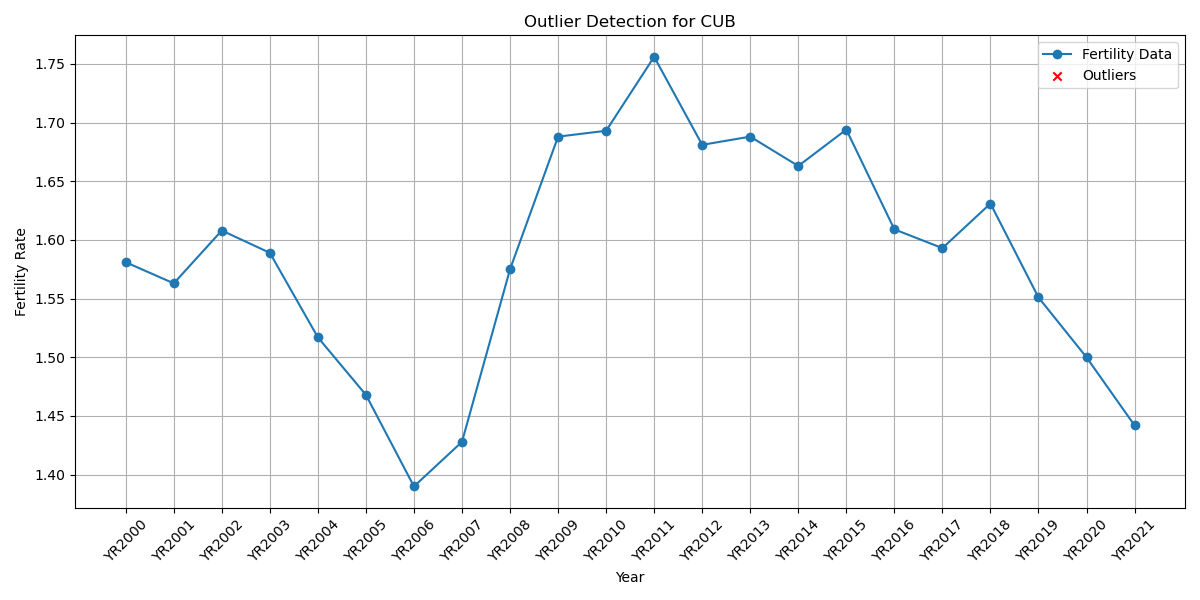 Outlier Detection for CUB
Fertility Data
Outliers
Fertility Rate
1.75
1.70
1.65
1.60
1.55
1.50
1.45
1.40
YR2000
YR2001
YR2002
YR2003
YR2004
YR2005
YR2006
YR2007
YR2008
YR2009
YR2010
YR2011
YR2012
YR2013
YR2014
YR2015
YR2016
YR2017
YR2018
YR2019
YR2020
YR2021
Year